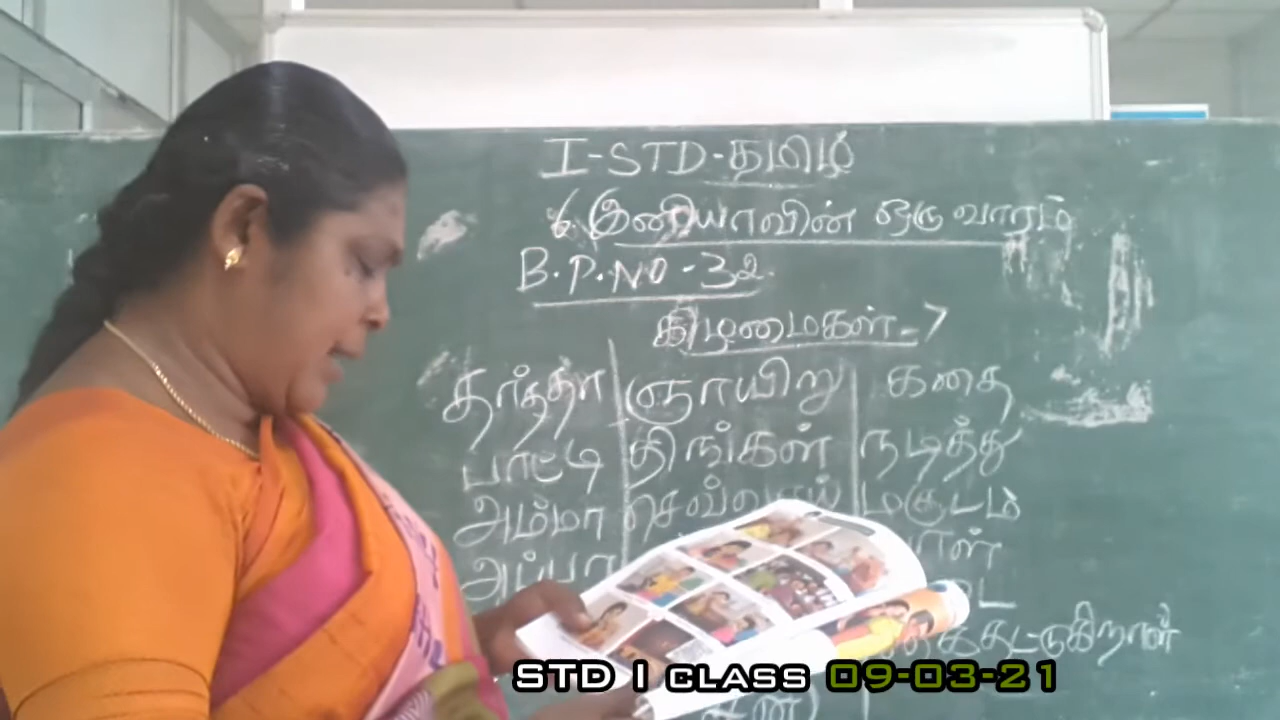 I-STD-தமிழ்
6. இனியாவின் ஒரு வாரம்
B.P.NO-32.
கிழமைகள்-7
தாத்தா ஞாயிறு கதை
பாட்டி திங்கள் நடித்து
அம்மா செவ்வாய் மகுடம்
அப்பா
STD I CLASS 09-03-21